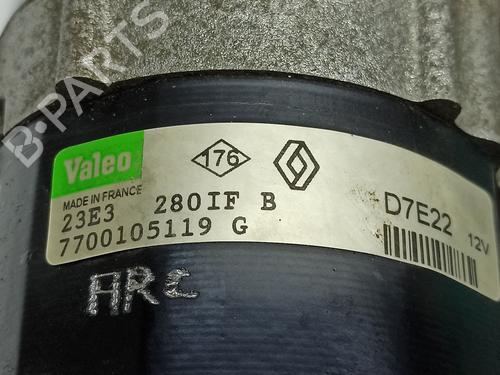 B-PARTS
Valeo
176
MADE IN FRANCE
23E3 280IF B
7700105119 G
D7E22
12V
ARC